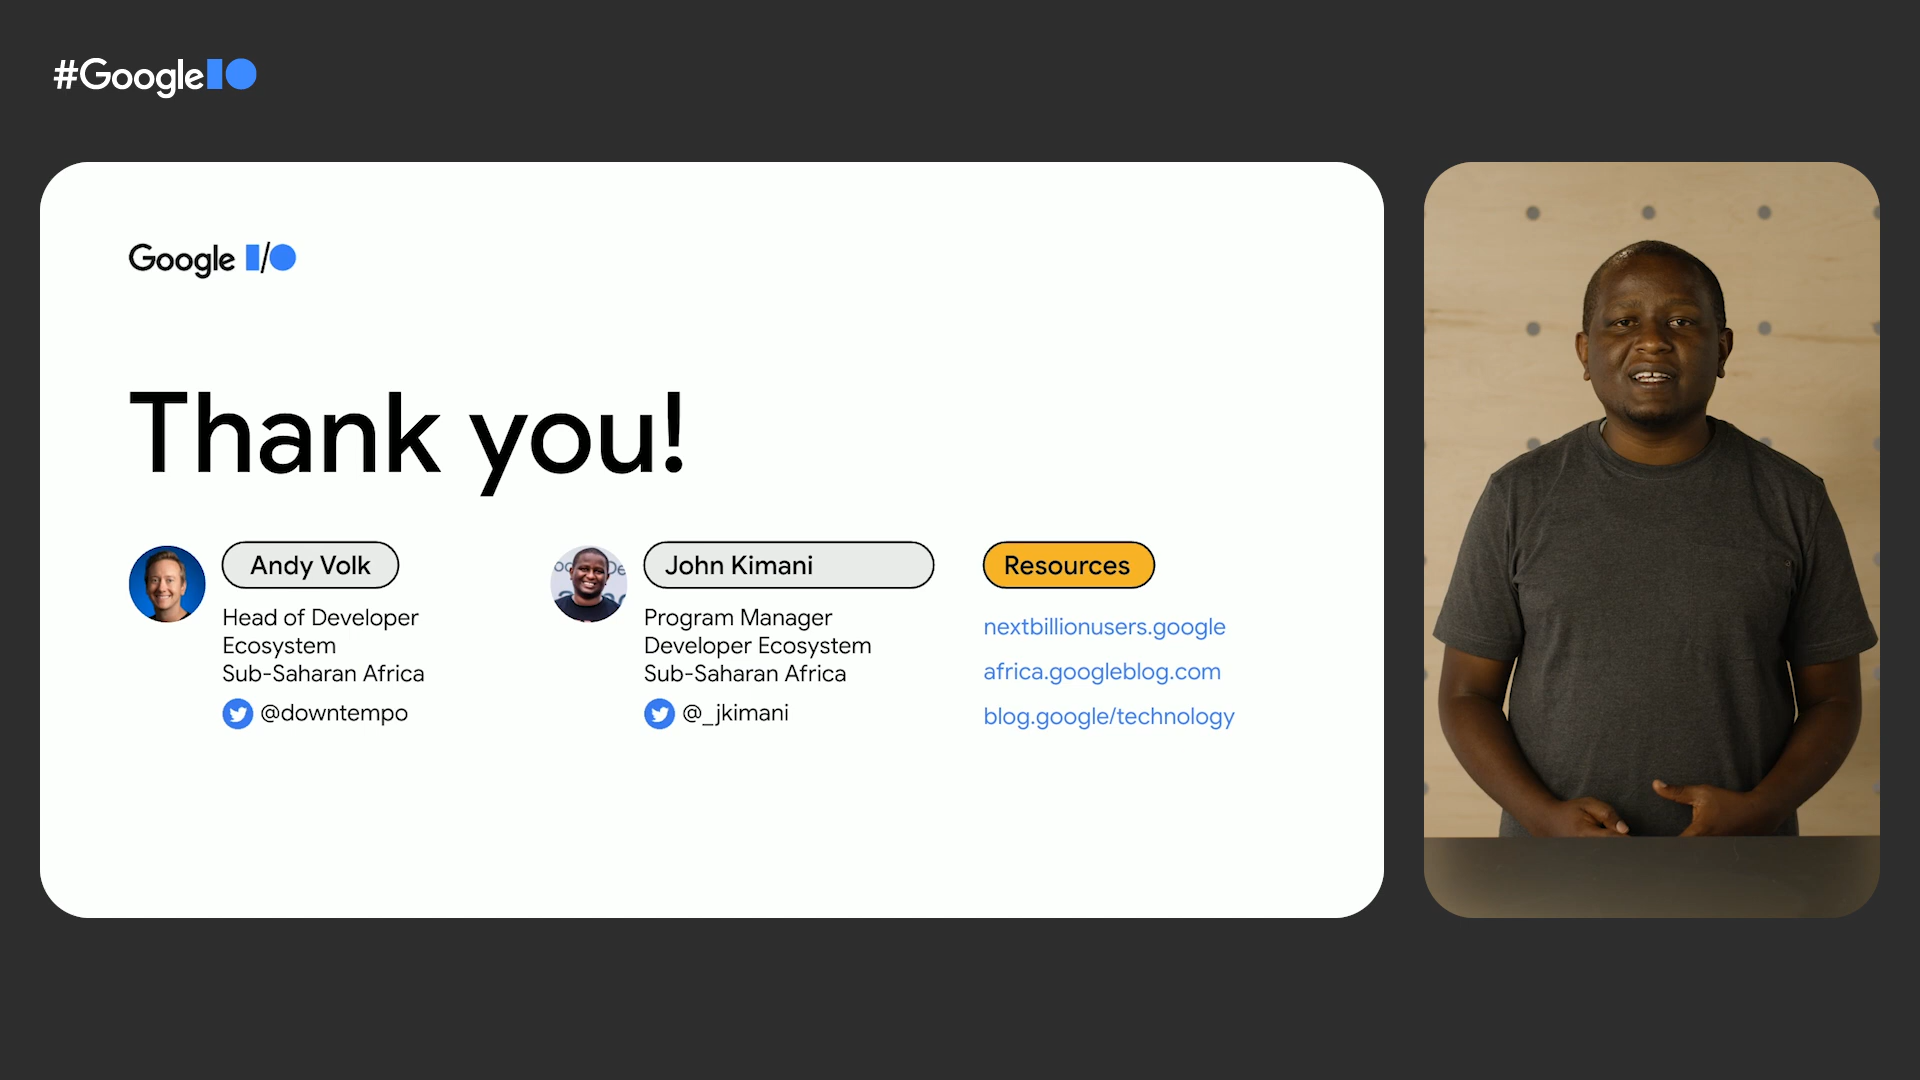 #GoogleIO
Google I/O
Thank you!
Andy Volk
Head of Developer
Ecosystem
Sub-Saharan Africa
@downtempo
John Kimani
Program Manager
Developer Ecosystem
Sub-Saharan Africa
@_jkimani
Resources
nextbillionusers.google
africa.googleblog.com
blog.google/technology